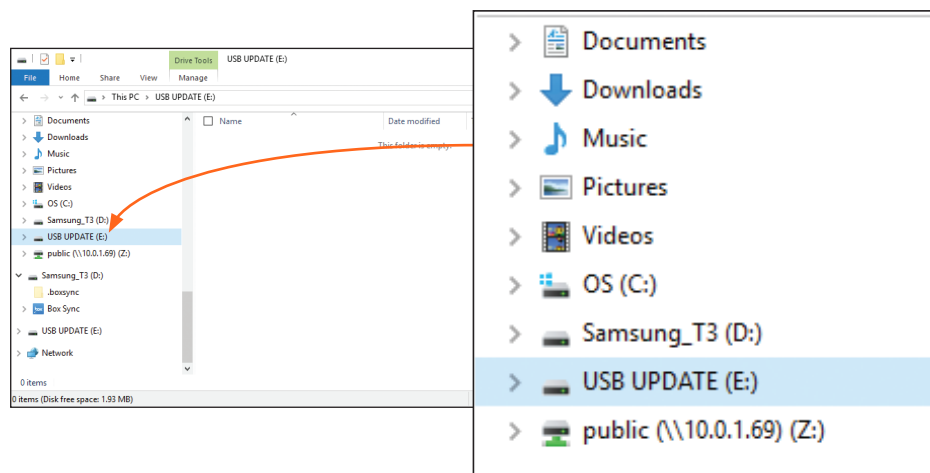 Drive Tools USB UPDATE (E:)
File Home Share View Manage
This PC > USB UPDATE (E:)
Name Date modified
This folder is empty.
Documents
Downloads
Music
Pictures
Videos
OS (C:)
Samsung_T3 (D:)
USB UPDATE (E:)
public (\\10.0.1.69) (Z:)
Samsung_T3 (D:)
.boxsync
Box Sync
USB UPDATE (E:)
Network
0 items
0 items (Disk free space: 1.93 MB)
Documents
Downloads
Music
Pictures
Videos
OS (C:)
Samsung_T3 (D:)
USB UPDATE (E:)
public (\\10.0.1.69) (Z:)